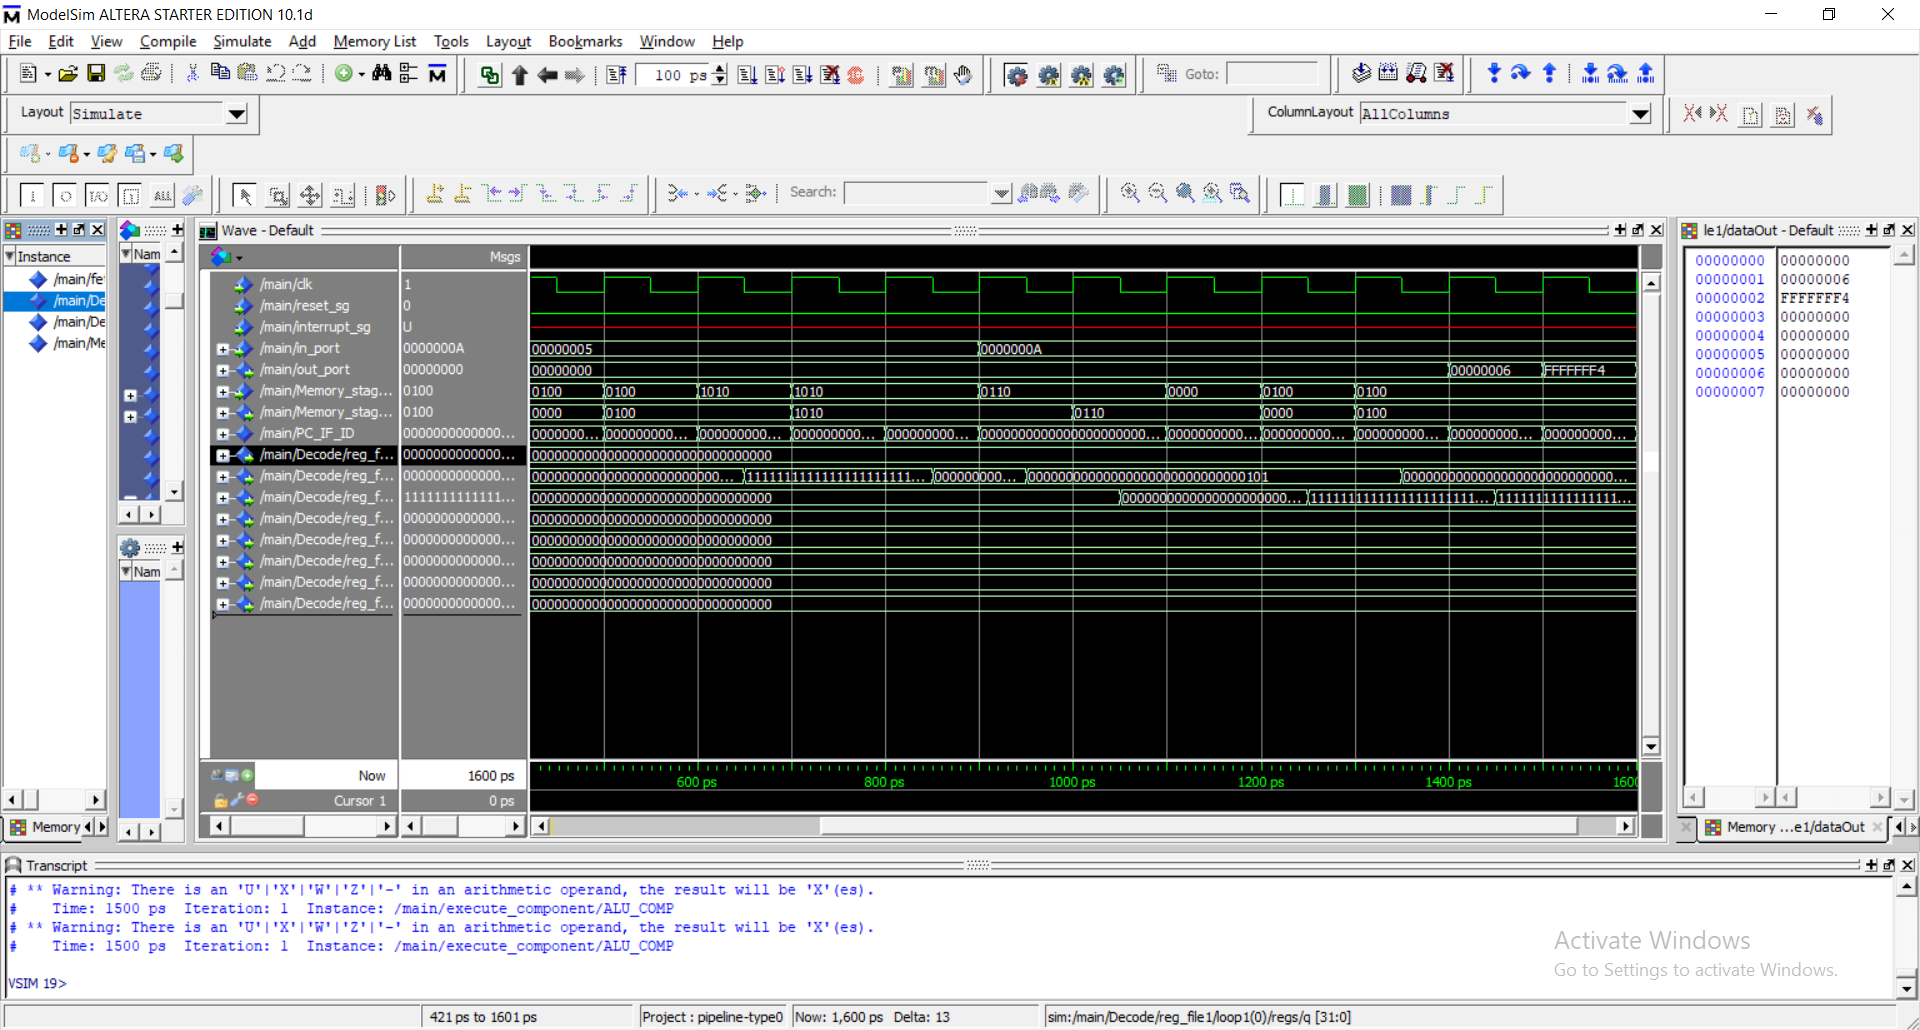 ModelSim ALTERA STARTER EDITION 10.1d
File Edit View Compile Simulate Add Memory List Tools Layout Bookmarks Window Help
100 ps
Goto:
Layout Simulate
ColumnLayout AllColumns
Search:
Instance
/main/fe
/main/De
/main/De
/main/Me
Memory
Nam
Nam
Wave - Default
Msgs
/main/clk 1
/main/reset_sg 0
/main/interrupt_sg U
/main/in_port 0000000A 00000005 0000000A
/main/out_port 00000000 00000000 00000006 FFFFFFF4
/main/Memory_stag... 0100 0100 0100 1010 1010 0110 0000 0100 0100
/main/Memory_stag... 0100 0000 0100 1010 0110 0000 0100
/main/PC_IF_ID 0000000000000... 0000000... 000000000... 000000000... 000000000... 000000000... 0000000000000000000000000... 000000000... 000000000... 000000000... 000000000... 000000000...
/main/Decode/reg_f... 0000000000000... 00000000000000000000000000000000
/main/Decode/reg_f... 0000000000000... 000000000000000000000000000... 111111111111111111111111... 000000000... 00000000000000000000000000000101 0000000000000000000000000000...
/main/Decode/reg_f... 1111111111111... 00000000000000000000000000000000 0000000000000000000000... 1111111111111111111111... 111111111111111111...
/main/Decode/reg_f... 0000000000000... 00000000000000000000000000000000
/main/Decode/reg_f... 0000000000000... 00000000000000000000000000000000
/main/Decode/reg_f... 0000000000000... 00000000000000000000000000000000
/main/Decode/reg_f... 0000000000000... 00000000000000000000000000000000
/main/Decode/reg_f... 0000000000000... 00000000000000000000000000000000
Now 1600 ps
600 ps 800 ps 1000 ps 1200 ps 1400 ps 1600
Cursor 1 0 ps
le1/dataOut - Default
00000000 00000000
00000001 00000006
00000002 FFFFFFF4
00000003 00000000
00000004 00000000
00000005 00000000
00000006 00000000
00000007 00000000
Memory ...e1/dataOut
Transcript
# ** Warning: There is an 'U'|'X'|'W'|'Z'|'-' in an arithmetic operand, the result will be 'X'(es).
# Time: 1500 ps Iteration: 1 Instance: /main/execute_component/ALU_COMP
# ** Warning: There is an 'U'|'X'|'W'|'Z'|'-' in an arithmetic operand, the result will be 'X'(es).
# Time: 1500 ps Iteration: 1 Instance: /main/execute_component/ALU_COMP
VSIM 19>
Activate Windows
Go to Settings to activate Windows.
421 ps to 1601 ps
Project : pipeline-type0
Now: 1,600 ps Delta: 13
sim:/main/Decode/reg_file1/loop1(0)/regs/q [31:0]